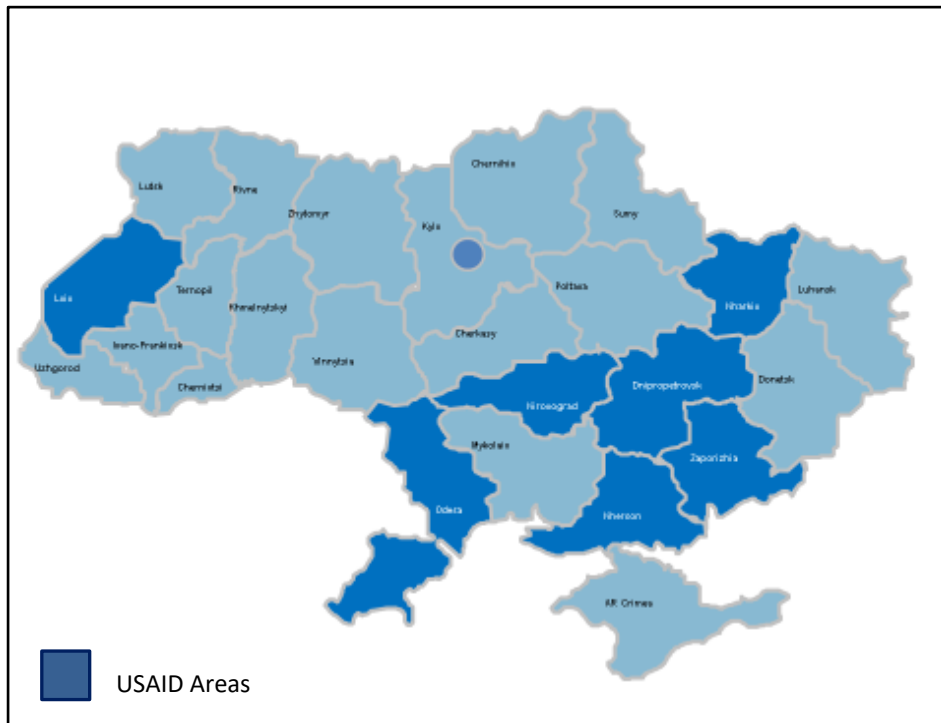 Chernihiv
Lutsk
Rivne
Sumy
Zhytomyr
Kyiv
Ternopil
Poltava
Luhansk
Lviv
Kharkiv
Khmelnytskyi
Cherkasy
Ivano-Frankivsk
Vinnytsia
Uzhgorod
Donetsk
Chernivtsi
Dnipropetrovsk
Kirovograd
Mykolaiv
Zaporizhia
Odesa
Kherson
AR Crimea
USAID Areas